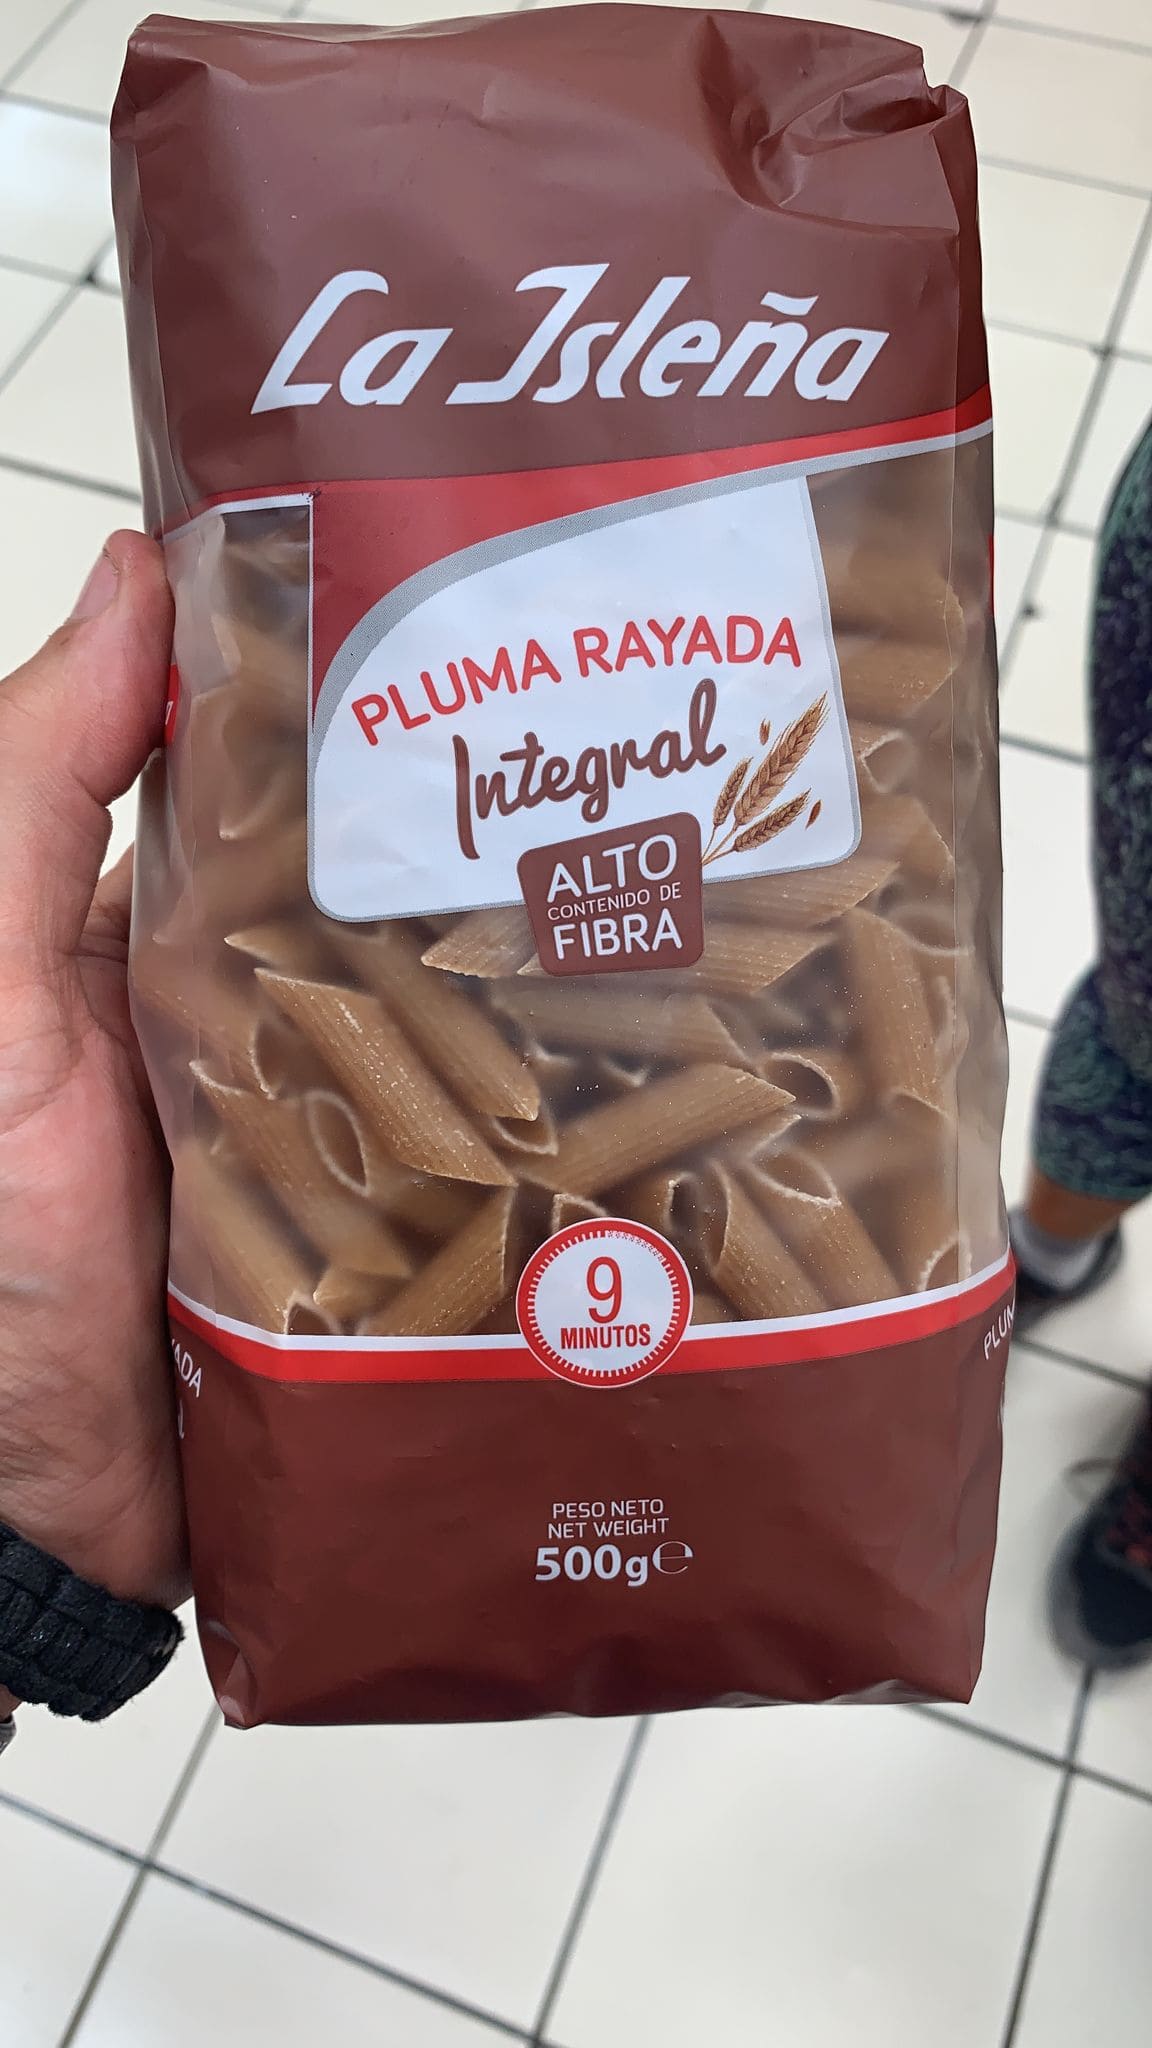 La Isleña
PLUMA RAYADA
Integral
ALTO
CONTENIDO DE
FIBRA
9
MINUTOS
PESO NETO
NET WEIGHT
500g℮